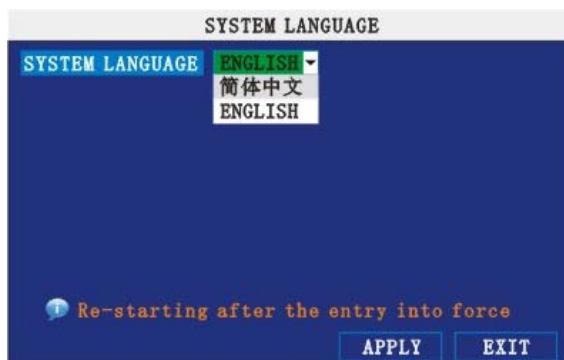 SYSTEM LANGUAGE
SYSTEM LANGUAGE ENGLISH
简体中文
ENGLISH
Re-starting after the entry into force
APPLY EXIT